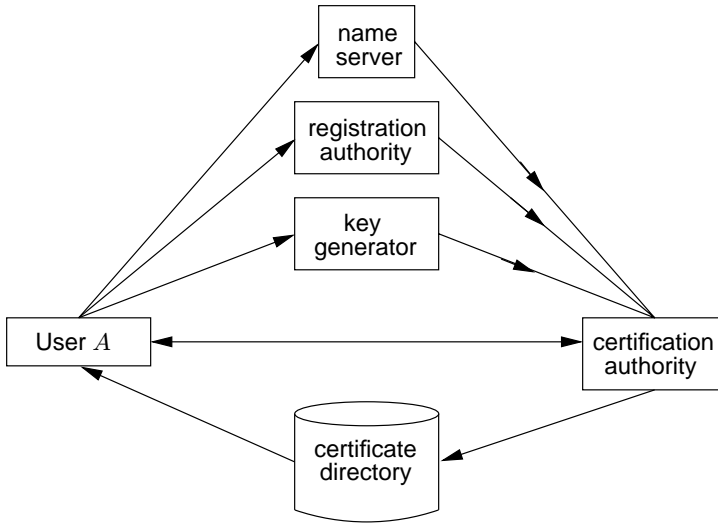 name
server
registration
authority
key
generator
User A
certification
authority
certificate
directory